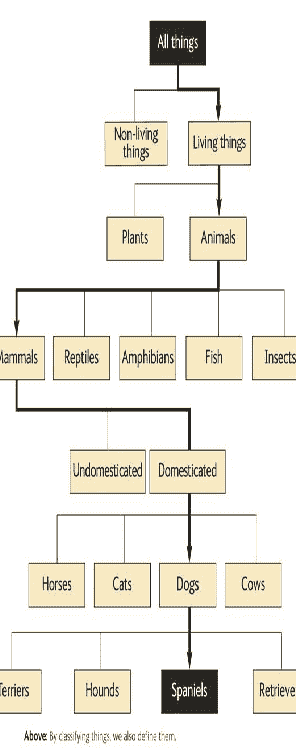 All things
Non-living
things
Living things
Plants
Animals
Mammals
Reptiles
Amphibians
Fish
Insects
Undomesticated
Domesticated
Horses
Cats
Dogs
Cows
Terriers
Hounds
Spaniels
Retrieve
Above: By classifying things, we also define them.